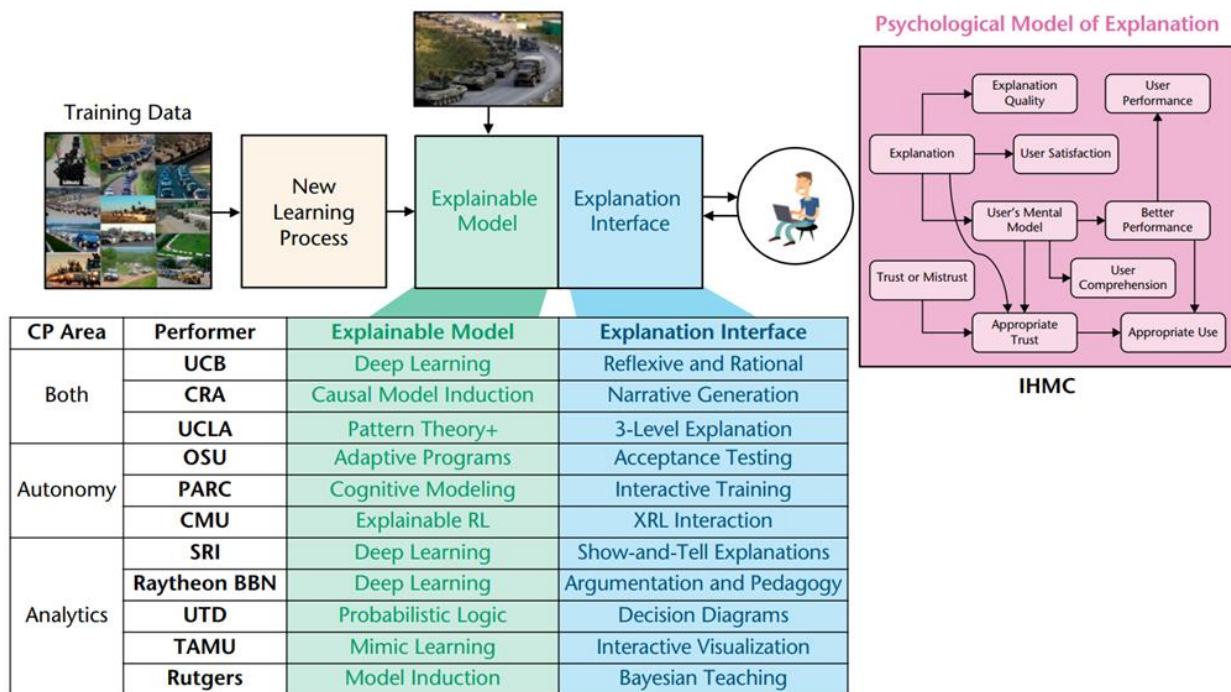 Psychological Model of Explanation
Training Data
New
Learning
Process
Explainable
Model
Explanation
Interface
Explanation
Quality
User
Performance
Explanation
User Satisfaction
User's Mental
Model
Better
Performance
Trust or Mistrust
User
Comprehension
Appropriate
Trust
Appropriate Use
IHMC
CP Area Performer Explainable Model Explanation Interface
Both
UCB Deep Learning Reflexive and Rational
CRA Causal Model Induction Narrative Generation
UCLA Pattern Theory+ 3-Level Explanation
Autonomy
OSU Adaptive Programs Acceptance Testing
PARC Cognitive Modeling Interactive Training
CMU Explainable RL XRL Interaction
Analytics
SRI Deep Learning Show-and-Tell Explanations
Raytheon BBN Deep Learning Argumentation and Pedagogy
UTD Probabilistic Logic Decision Diagrams
TAMU Mimic Learning Interactive Visualization
Rutgers Model Induction Bayesian Teaching